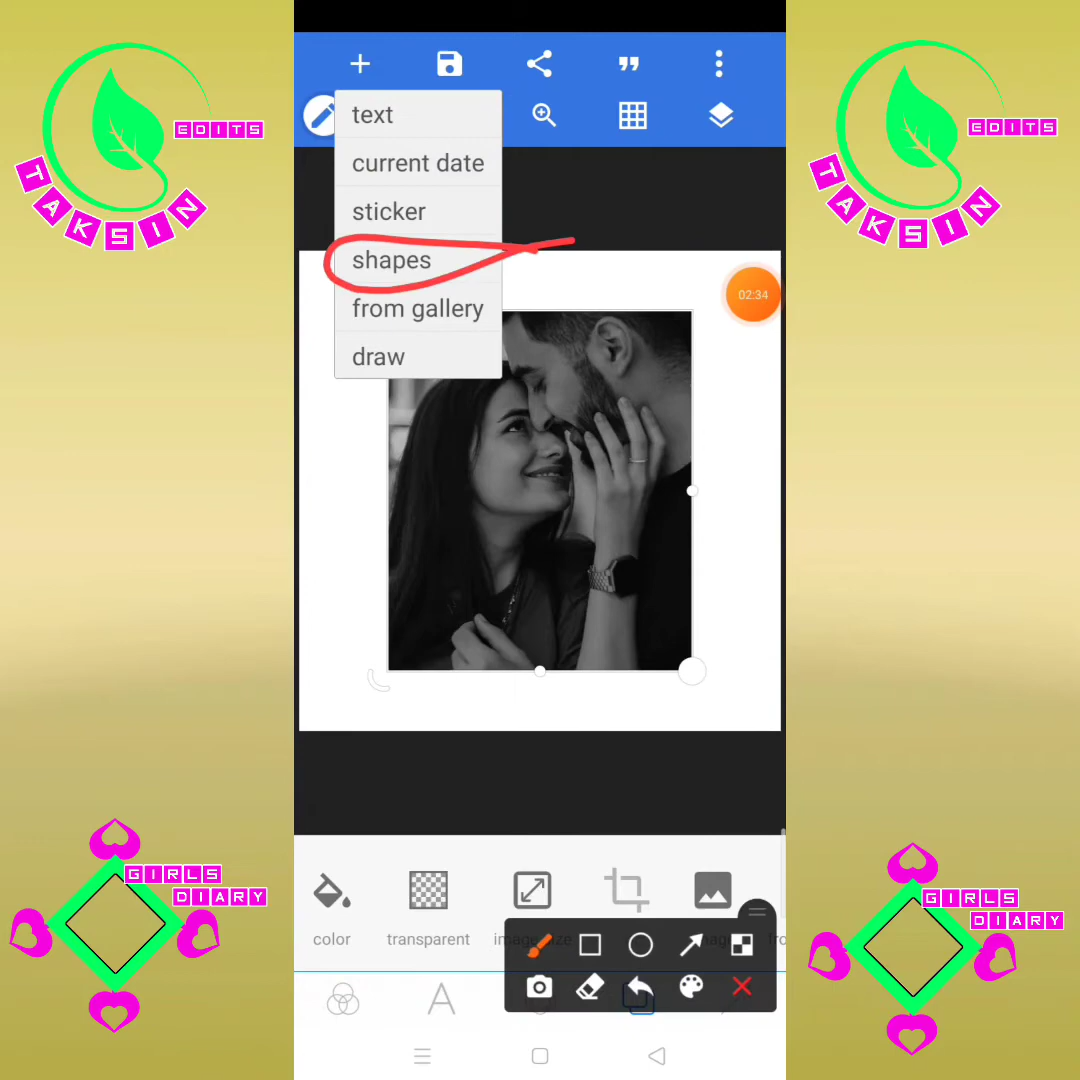 EDITS
TAKSIN
EDITS
TAKSIN
text
current date
sticker
shapes
from gallery
draw
02:34
color
transparent
GIRLS
DIARY
GIRLS
DIARY